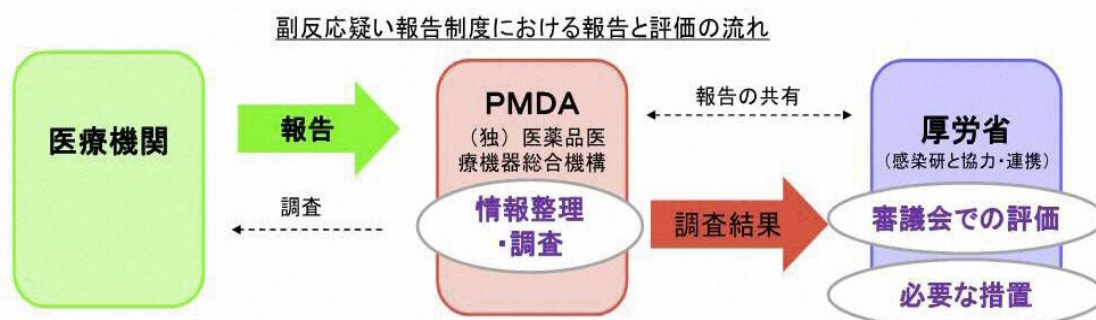 副反応疑い報告制度における報告と評価の流れ
医療機関
報告
調査
PMDA
(独)医薬品医
療機器総合機構
情報整理
・調査
報告の共有
調査結果
厚労省
(感染研と協力・連携)
審議会での評価
必要な措置